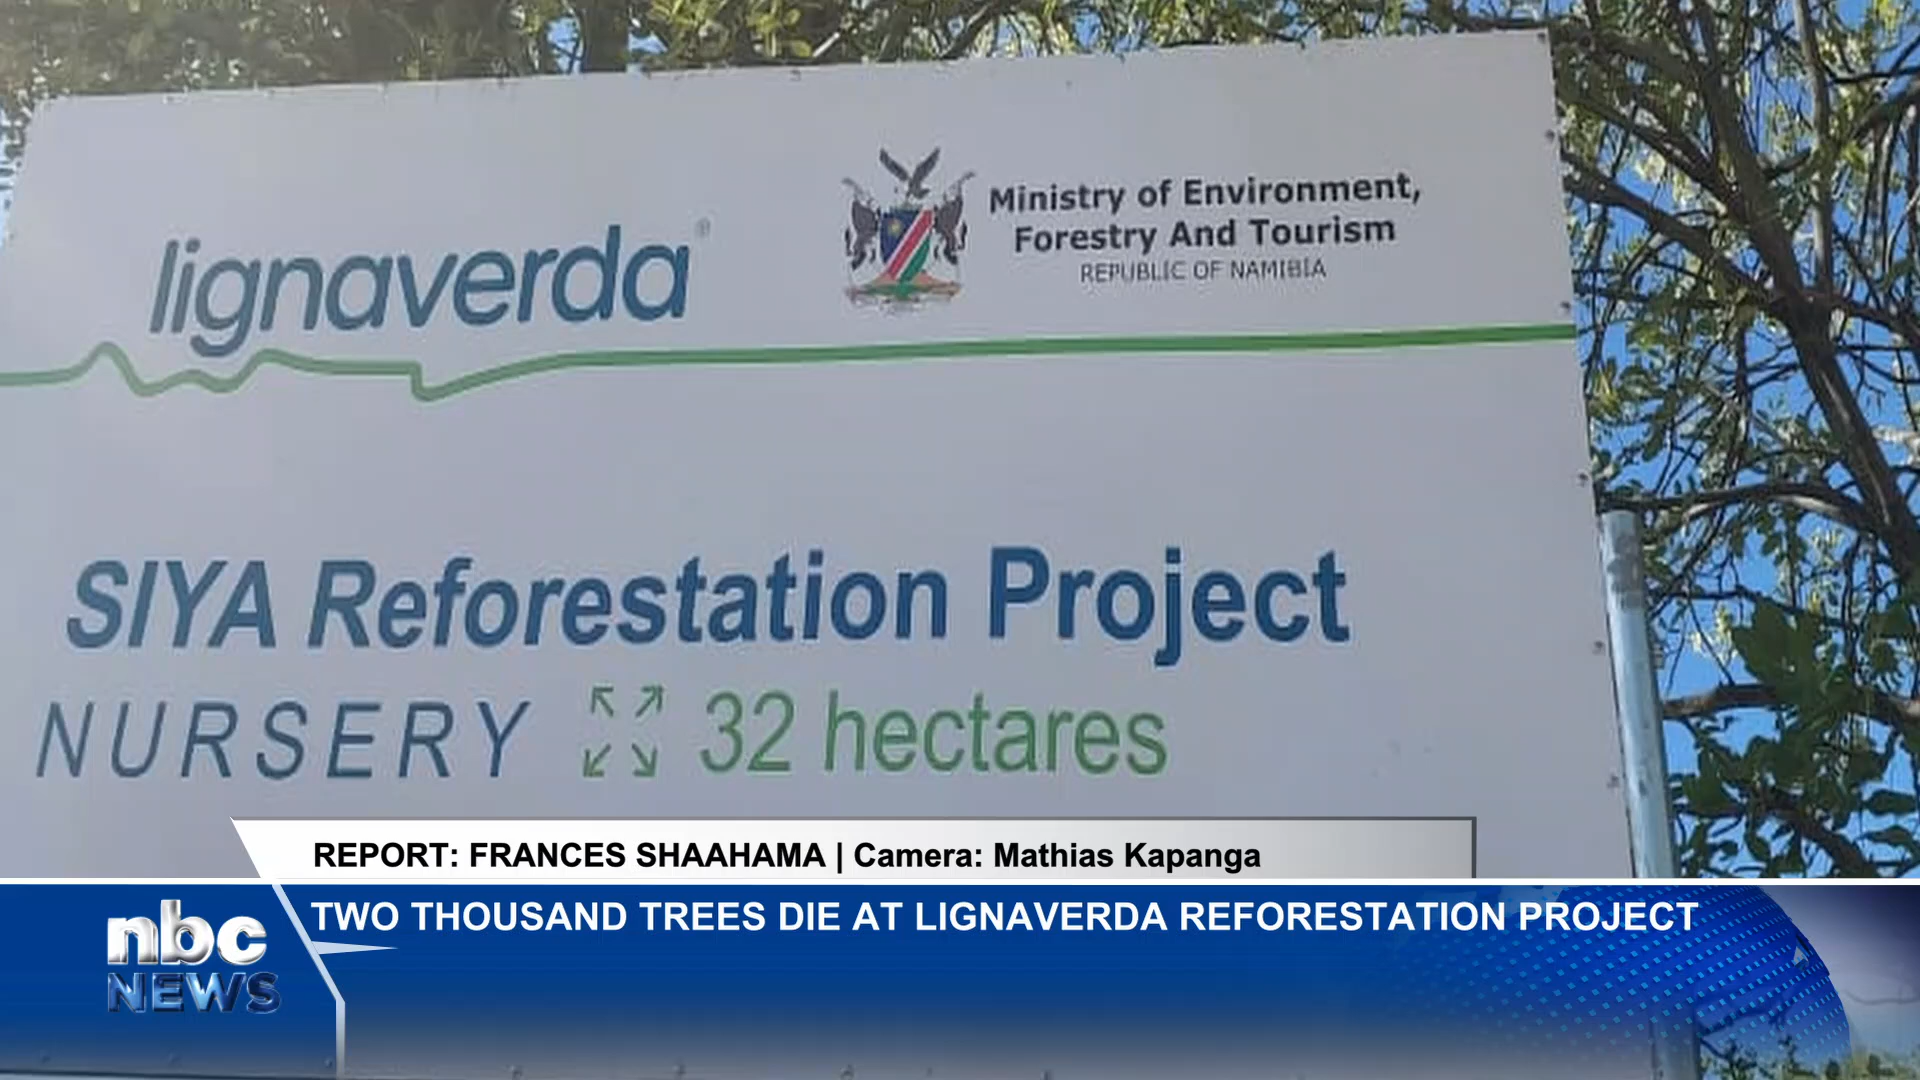 lignaverda®
Ministry of Environment,
Forestry And Tourism
REPUBLIC OF NAMIBIA
SIYA Reforestation Project
NURSERY 32 hectares
REPORT: FRANCES SHAAHAMA | Camera: Mathias Kapanga
TWO THOUSAND TREES DIE AT LIGNAVERDA REFORESTATION PROJECT
nbc
NEWS